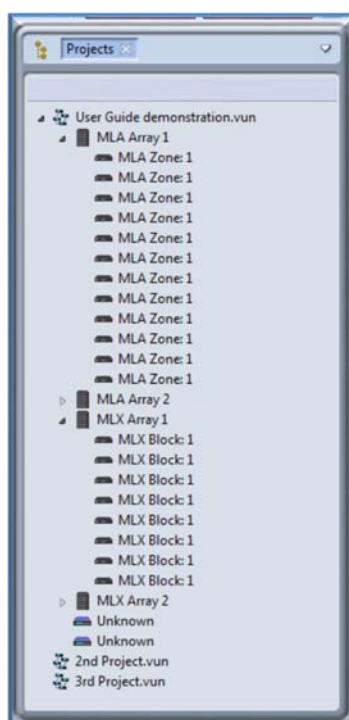 Projects
User Guide demonstration.vun
MLA Array 1
MLA Zone: 1
MLA Zone: 1
MLA Zone: 1
MLA Zone: 1
MLA Zone: 1
MLA Zone: 1
MLA Zone: 1
MLA Zone: 1
MLA Zone: 1
MLA Zone: 1
MLA Zone: 1
MLA Zone: 1
MLA Array 2
MLX Array 1
MLX Block: 1
MLX Block: 1
MLX Block: 1
MLX Block: 1
MLX Block: 1
MLX Block: 1
MLX Block: 1
MLX Block: 1
MLX Array 2
Unknown
Unknown
2nd Project.vun
3rd Project.vun